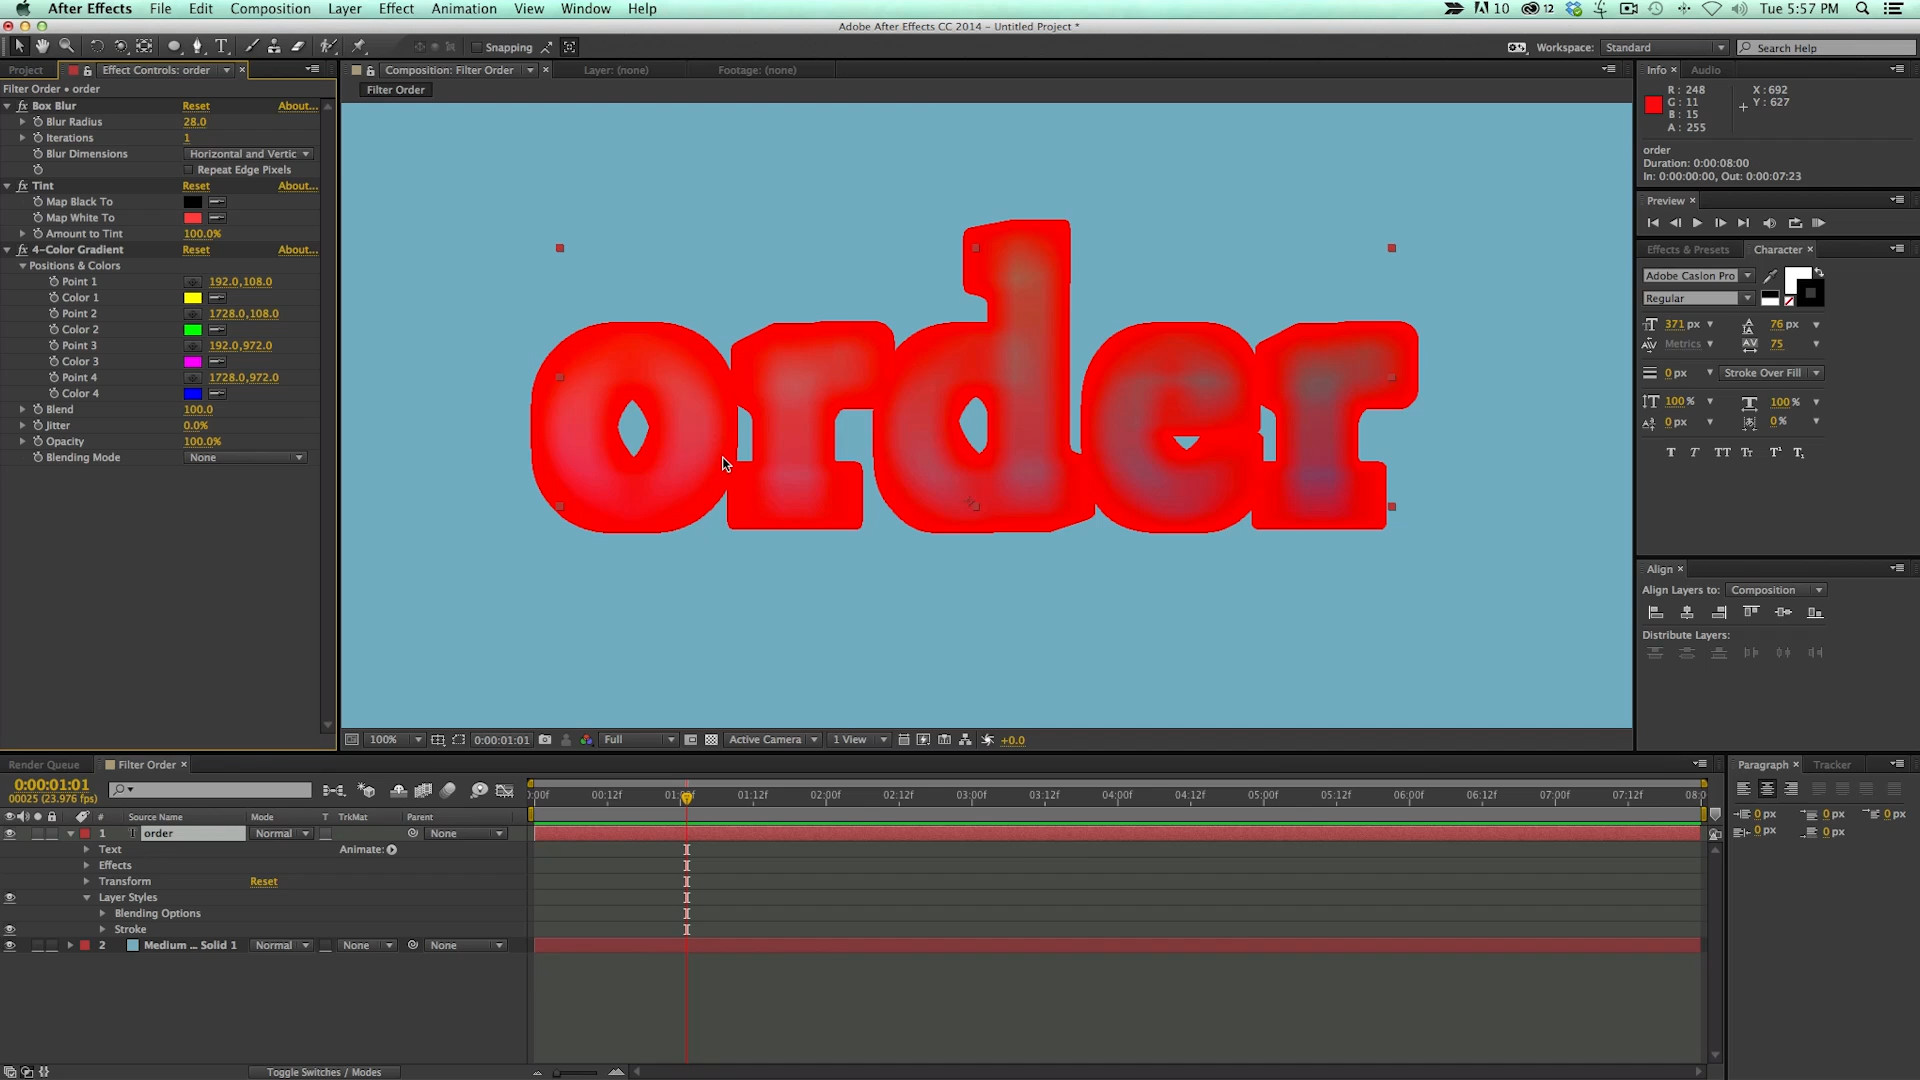 After Effects File Edit Composition Layer Effect Animation View Window Help
10 12 Tue 5:57 PM
Adobe After Effects CC 2014 – Untitled Project *
Snapping
Workspace: Standard
Search Help
Project
Effect Controls: order
Filter Order • order
fx Box Blur Reset About...
Blur Radius 28.0
Iterations 1
Blur Dimensions Horizontal and Vertic
Repeat Edge Pixels
fx Tint Reset About...
Map Black To
Map White To
Amount to Tint 100.0%
fx 4-Color Gradient Reset About...
Positions & Colors
Point 1 192.0,108.0
Color 1
Point 2 1728.0,108.0
Color 2
Point 3 192.0,972.0
Color 3
Point 4 1728.0,972.0
Color 4
Blend 100.0
Jitter 0.0%
Opacity 100.0%
Blending Mode None
Composition: Filter Order
Layer: (none)
Footage: (none)
Filter Order
order
100% 0:00:01:01 Full Active Camera 1 View +0.0
Info Audio
R: 248 X: 692
G: 11 Y: 627
B: 15
A: 255
order
Duration: 0:00:08:00
In: 0:00:00:00, Out: 0:00:07:23
Preview
Effects & Presets Character
Adobe Caslon Pro
Regular
371 px 76 px
Metrics 75
0 px Stroke Over Fill
100 % 100 %
0 px 0 %
T T TT Tr T¹ T₁
Align
Align Layers to: Composition
Distribute Layers:
Render Queue Filter Order
0:00:01:01
00025 (23.976 fps)
:00f 00:12f 01:00f 01:12f 02:00f 02:12f 03:00f 03:12f 04:00f 04:12f 05:00f 05:12f 06:00f 06:12f 07:00f 07:12f 08:0
# Source Name Mode T TrkMat Parent
1 T order Normal None
Text Animate:
Effects
Transform Reset
Layer Styles
Blending Options
Stroke
2 Medium ... Solid 1 Normal None None
Toggle Switches / Modes
Paragraph Tracker
0 px 0 px 0 px
0 px 0 px